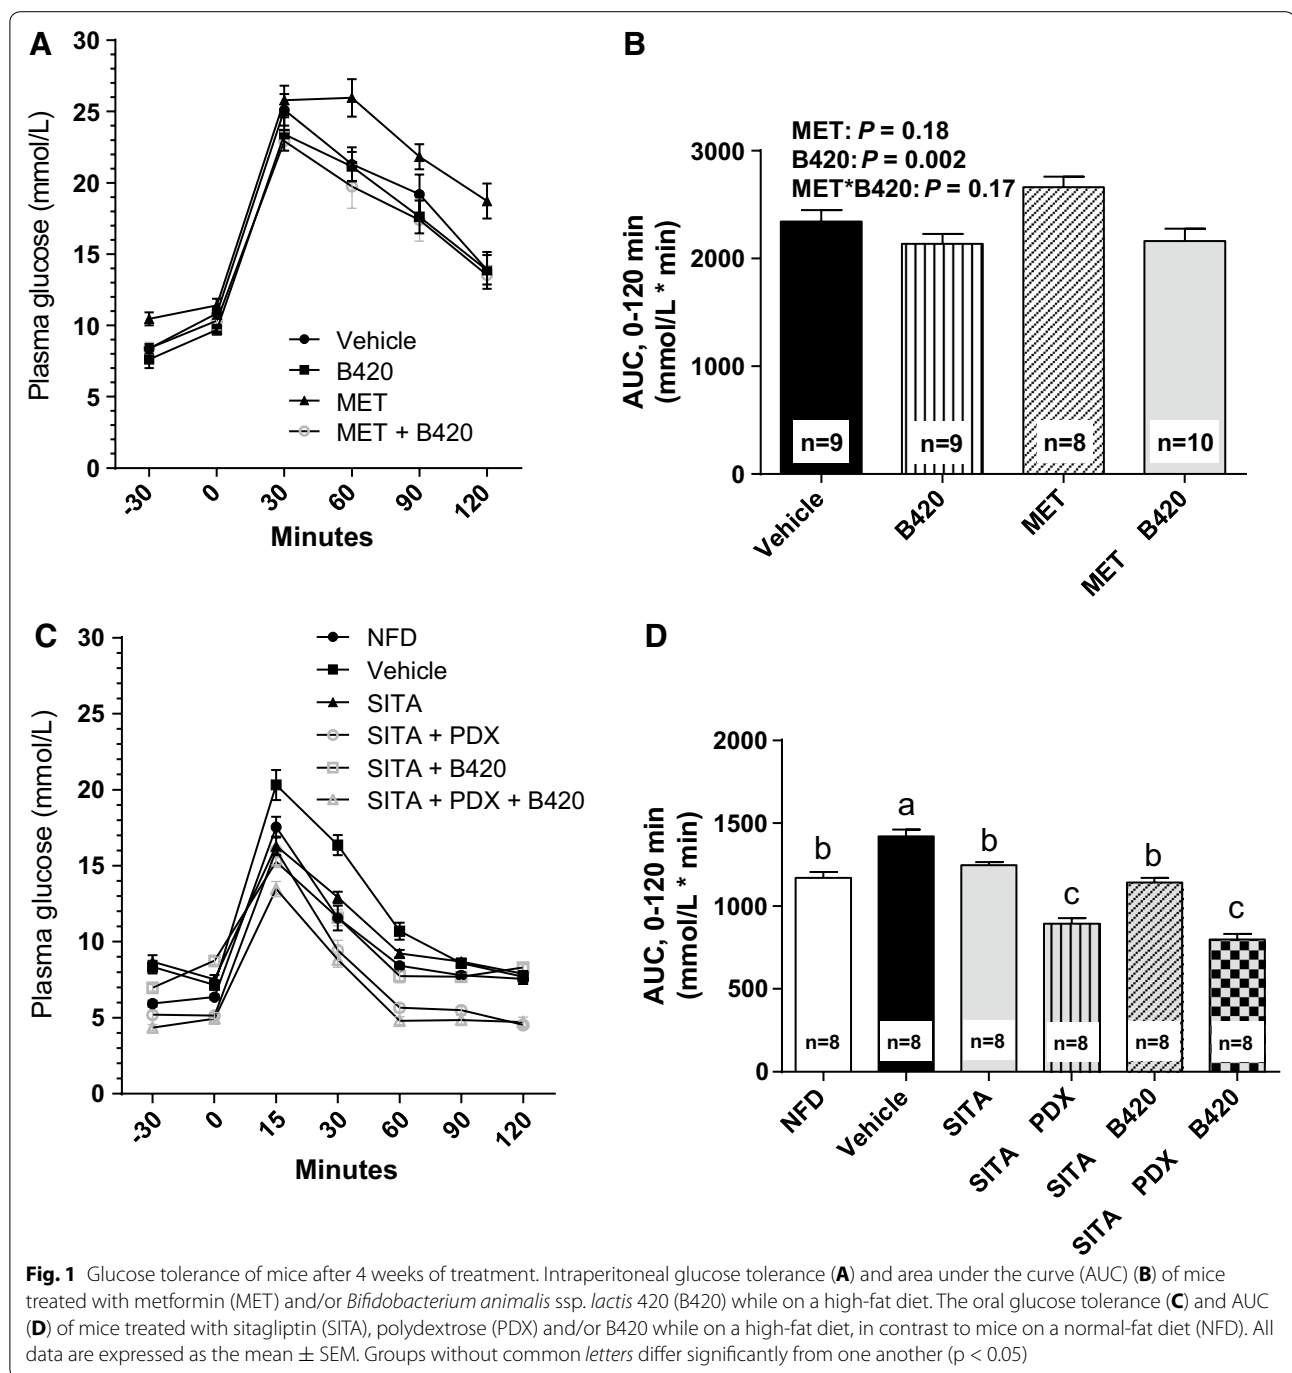 A
30
25
20
15
10
5
0
Plasma glucose (mmol/L)
Vehicle
B420
MET
MET + B420
-30
0
30
60
90
120
Minutes
B
MET: P = 0.18
B420: P = 0.002
MET*B420: P = 0.17
3000
2000
1000
0
AUC, 0-120 min
(mmol/L * min)
n=9
n=9
n=8
n=10
Vehicle
B420
MET
MET B420
C
30
25
20
15
10
5
0
Plasma glucose (mmol/L)
NFD
Vehicle
SITA
SITA + PDX
SITA + B420
SITA + PDX + B420
-30
0
15
30
60
90
120
Minutes
D
2000
1500
1000
500
0
AUC, 0-120 min
(mmol/L * min)
b
a
b
c
b
c
n=8
n=8
n=8
n=8
n=8
n=8
NFD
Vehicle
SITA
SITA PDX
SITA B420
SITA PDX B420
Fig. 1 Glucose tolerance of mice after 4 weeks of treatment. Intraperitoneal glucose tolerance (A) and area under the curve (AUC) (B) of mice
treated with metformin (MET) and/or Bifidobacterium animalis ssp. lactis 420 (B420) while on a high-fat diet. The oral glucose tolerance (C) and AUC
(D) of mice treated with sitagliptin (SITA), polydextrose (PDX) and/or B420 while on a high-fat diet, in contrast to mice on a normal-fat diet (NFD). All
data are expressed as the mean ± SEM. Groups without common letters differ significantly from one another (p < 0.05)